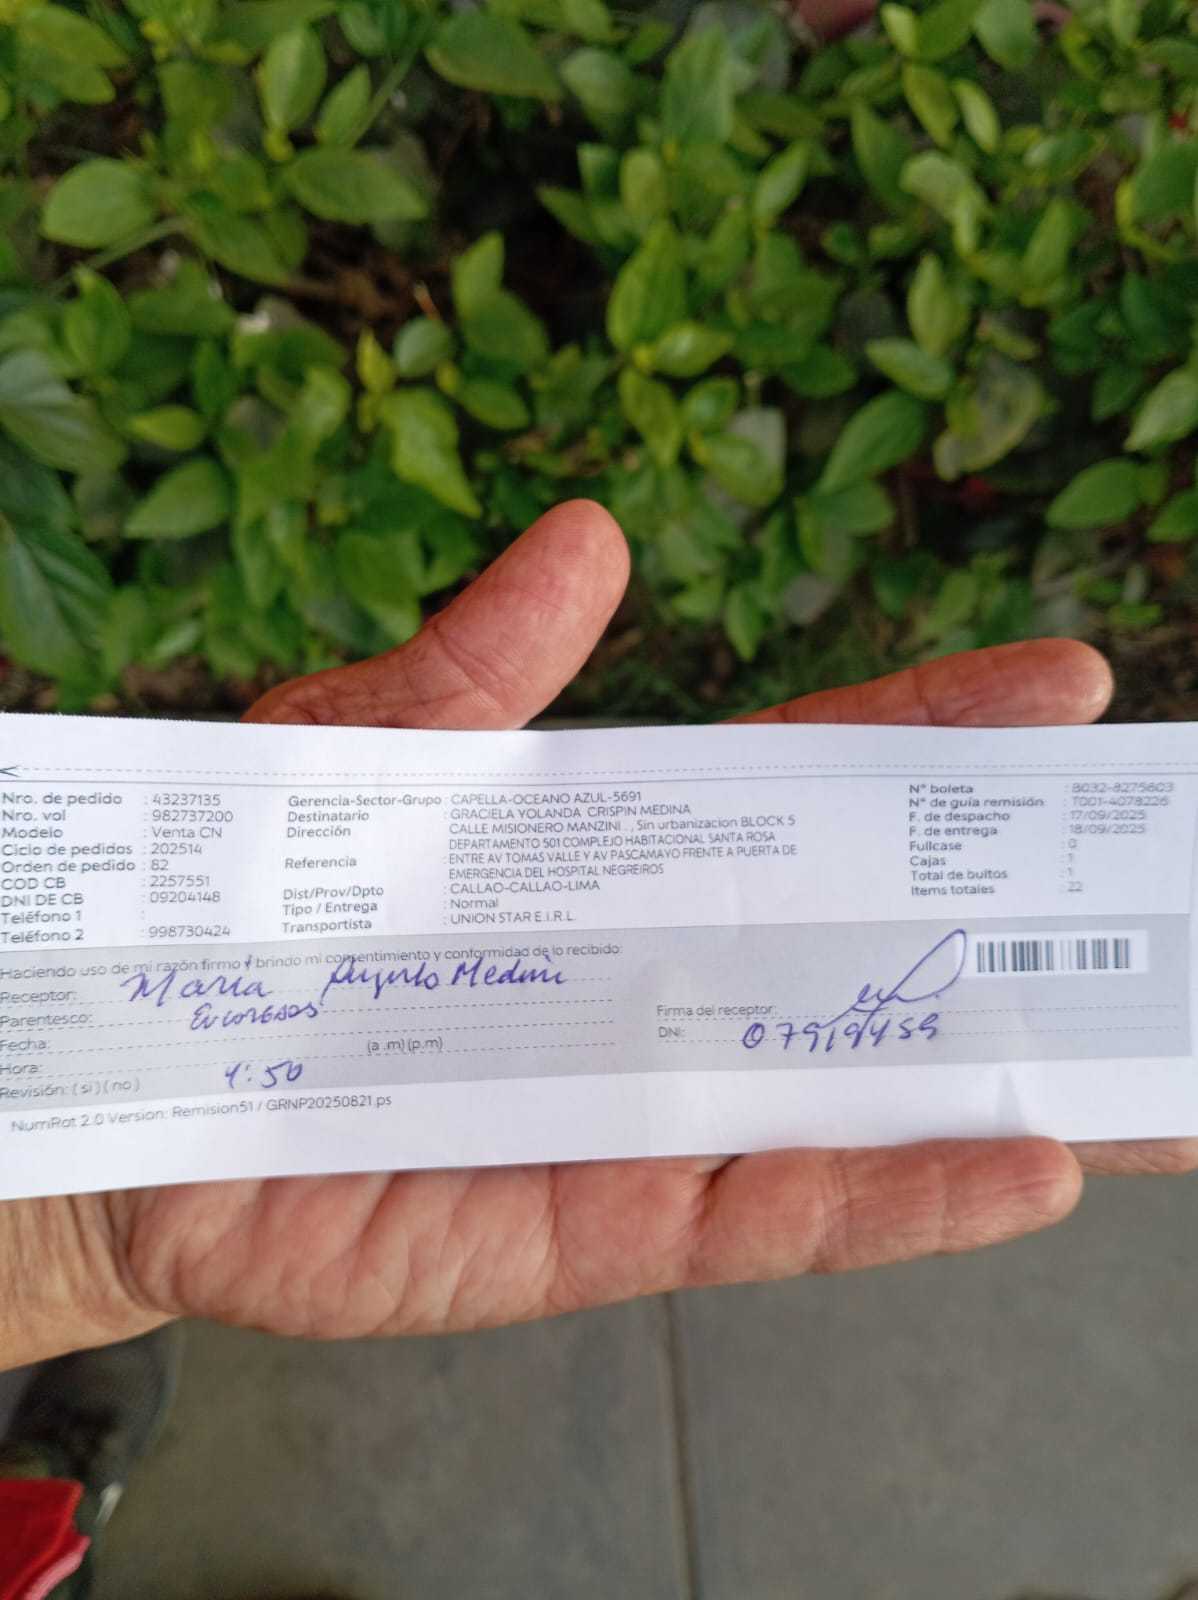 Nro. de pedido : 43237135
Nro. vol : 982737200
Modelo : Venta CN
Ciclo de pedidos : 202514
Orden de pedido : 82
COD CB : 2257551
DNI DE CB : 09204148
Teléfono 1 :
Teléfono 2 : 998730424
Gerencia-Sector-Grupo : CAPELLA-OCEANO AZUL-5691
Destinatario : GRACIELA YOLANDA CRISPIN MEDINA
Dirección : CALLE MISIONERO MANZINI . , Sin urbanizacion BLOCK 5
DEPARTAMENTO 501 COMPLEJO HABITACIONAL SANTA ROSA
Referencia : ENTRE AV TOMAS VALLE Y AV PASCAMAYO FRENTE A PUERTA DE
EMERGENCIA DEL HOSPITAL NEGREIROS
Dist/Prov/Dpto : CALLAO-CALLAO-LIMA
Tipo / Entrega : Normal
Transportista : UNION STAR E.I.R.L.
N° boleta : B032-8275603
N° de guía remisión : T001-4078226
F. de despacho : 17/09/2025
F. de entrega : 18/09/2025
Fullcase : 0
Cajas : 1
Total de bultos : 1
Items totales : 22
Haciendo uso de mi razón firmo y brindo mi consentimiento y conformidad de lo recibido:
Receptor: Maria
Parentesco:
Fecha: (a .m) (p.m)
Hora: 4:50
Revisión: ( si ) ( no )
Firma del receptor:
DNI: 07919459
NumRot 2.0 Version: Remision51 / GRNP20250821.ps